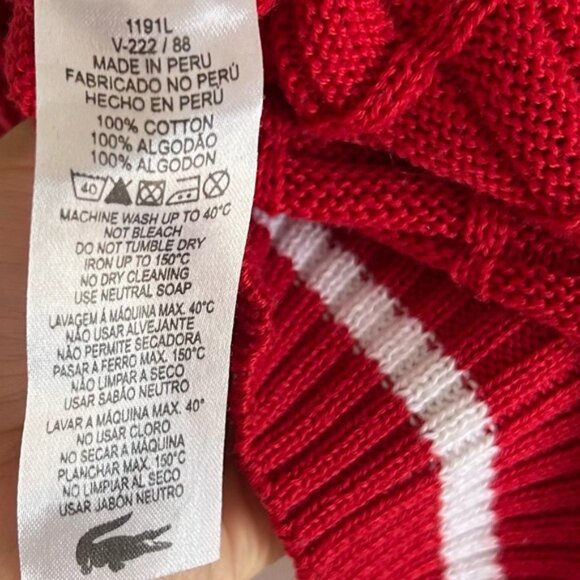 1191L
V-222 / 88
MADE IN PERU
FABRICADO NO PERÚ
HECHO EN PERÚ
100% COTTON
100% ALGODÃO
100% ALGODON
40
MACHINE WASH UP TO 40°C
NOT BLEACH
DO NOT TUMBLE DRY
IRON UP TO 150°C
NO DRY CLEANING
USE NEUTRAL SOAP
LAVAGEM Á MÁQUINA MAX. 40°C
NÃO USAR ALVEJANTE
NÃO PERMITE SECADORA
PASAR A FERRO MAX. 150°C
NÃO LIMPAR A SECO
USAR SABÃO NEUTRO
LAVAR A MÁQUINA MAX. 40°
NO USAR CLORO
NO SECAR A MÁQUINA
PLANCHAR MAX. 150°C
NO LIMPIAR AL SECO
USAR JABÓN NEUTRO